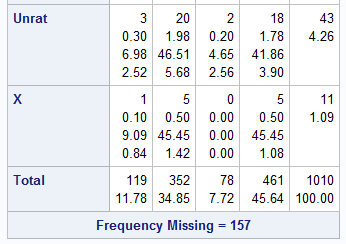 Unrat 3 20 2 18 43
0.30 1.98 0.20 1.78 4.26
6.98 46.51 4.65 41.86
2.52 5.68 2.56 3.90
X 1 5 0 5 11
0.10 0.50 0.00 0.50 1.09
9.09 45.45 0.00 45.45
0.84 1.42 0.00 1.08
Total 119 352 78 461 1010
11.78 34.85 7.72 45.64 100.00
Frequency Missing = 157